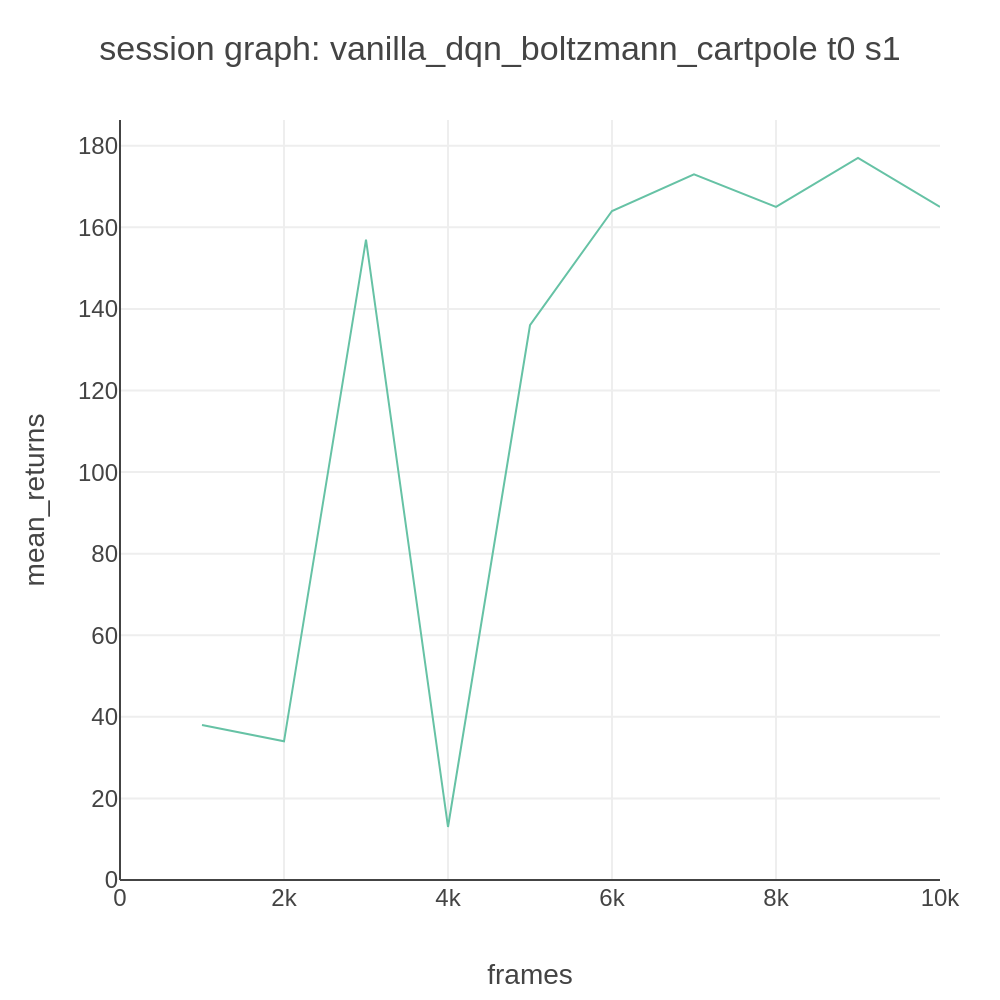 session graph: vanilla_dqn_boltzmann_cartpole t0 s1
180
160
140
120
100
80
60
40
20
0
mean_returns
0 2k 4k 6k 8k 10k
frames